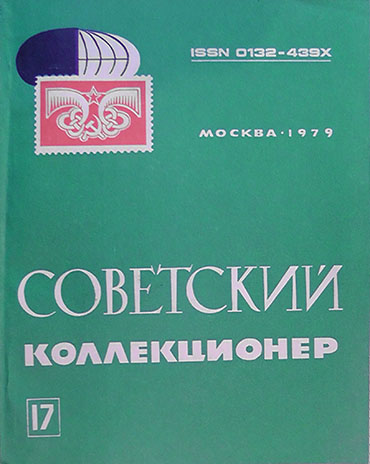 ISSN 0132-439X
МОСКВА·1979
СОВЕТСКИЙ
КОЛЛЕКЦИОНЕР
17